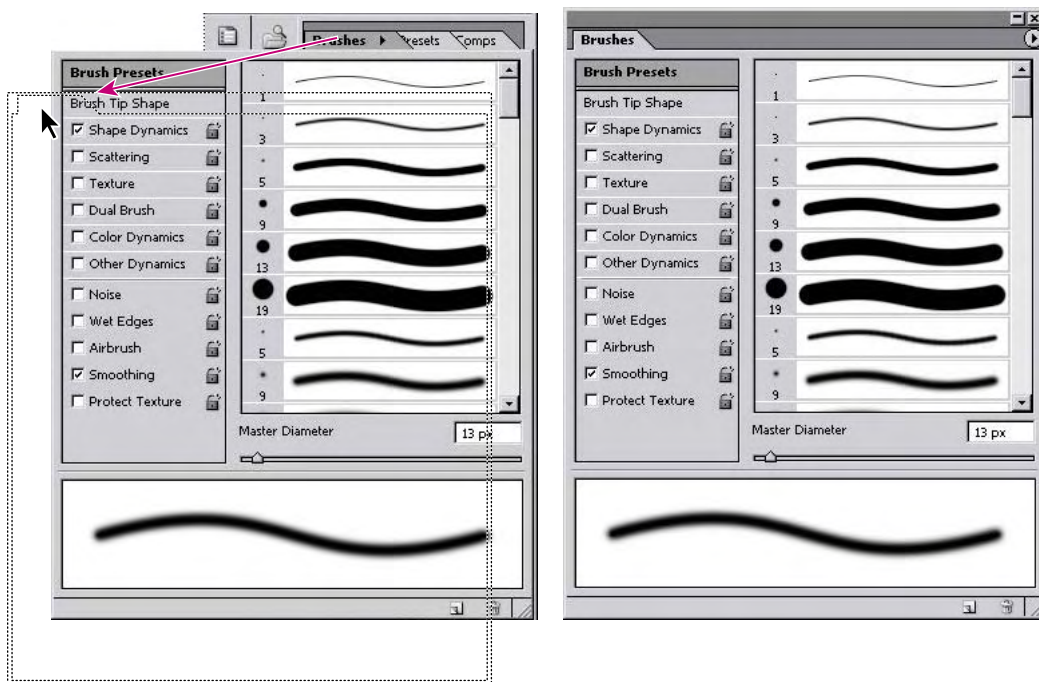 Brushes Presets Comps
Brush Presets
Brush Tip Shape
Shape Dynamics
Scattering
Texture
Dual Brush
Color Dynamics
Other Dynamics
Noise
Wet Edges
Airbrush
Smoothing
Protect Texture
1
3
5
9
13
19
5
9
Master Diameter
13 px
Brushes
Brush Presets
Brush Tip Shape
Shape Dynamics
Scattering
Texture
Dual Brush
Color Dynamics
Other Dynamics
Noise
Wet Edges
Airbrush
Smoothing
Protect Texture
1
3
5
9
13
19
5
9
Master Diameter
13 px